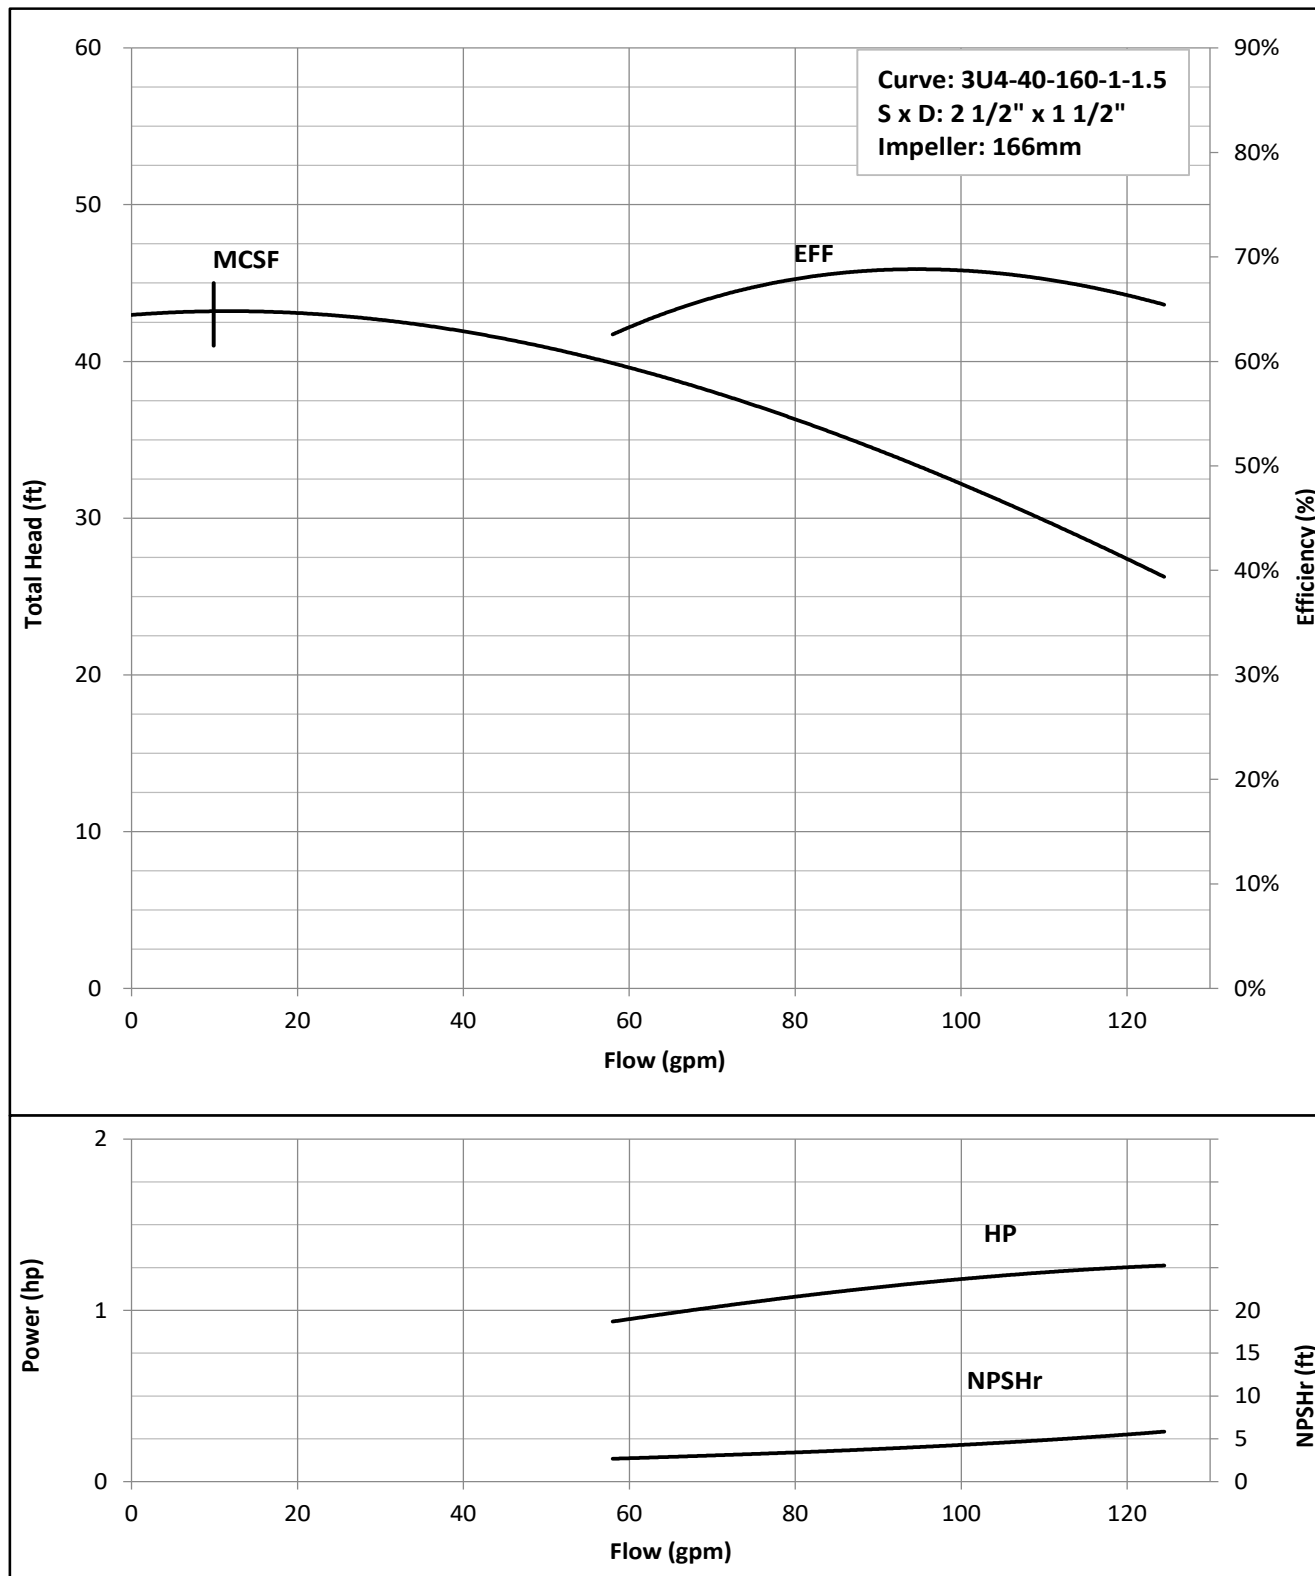 Curve: 3U4-40-160-1-1.5
S x D: 2 1/2" x 1 1/2"
Impeller: 166mm
60
50
40
30
20
10
0
Total Head (ft)
90%
80%
70%
60%
50%
40%
30%
20%
10%
0%
Efficiency (%)
MCSF
EFF
0 20 40 60 80 100 120
Flow (gpm)
2
1
0
Power (hp)
HP
NPSHr
20
15
10
5
0
NPSHr (ft)
0 20 40 60 80 100 120
Flow (gpm)